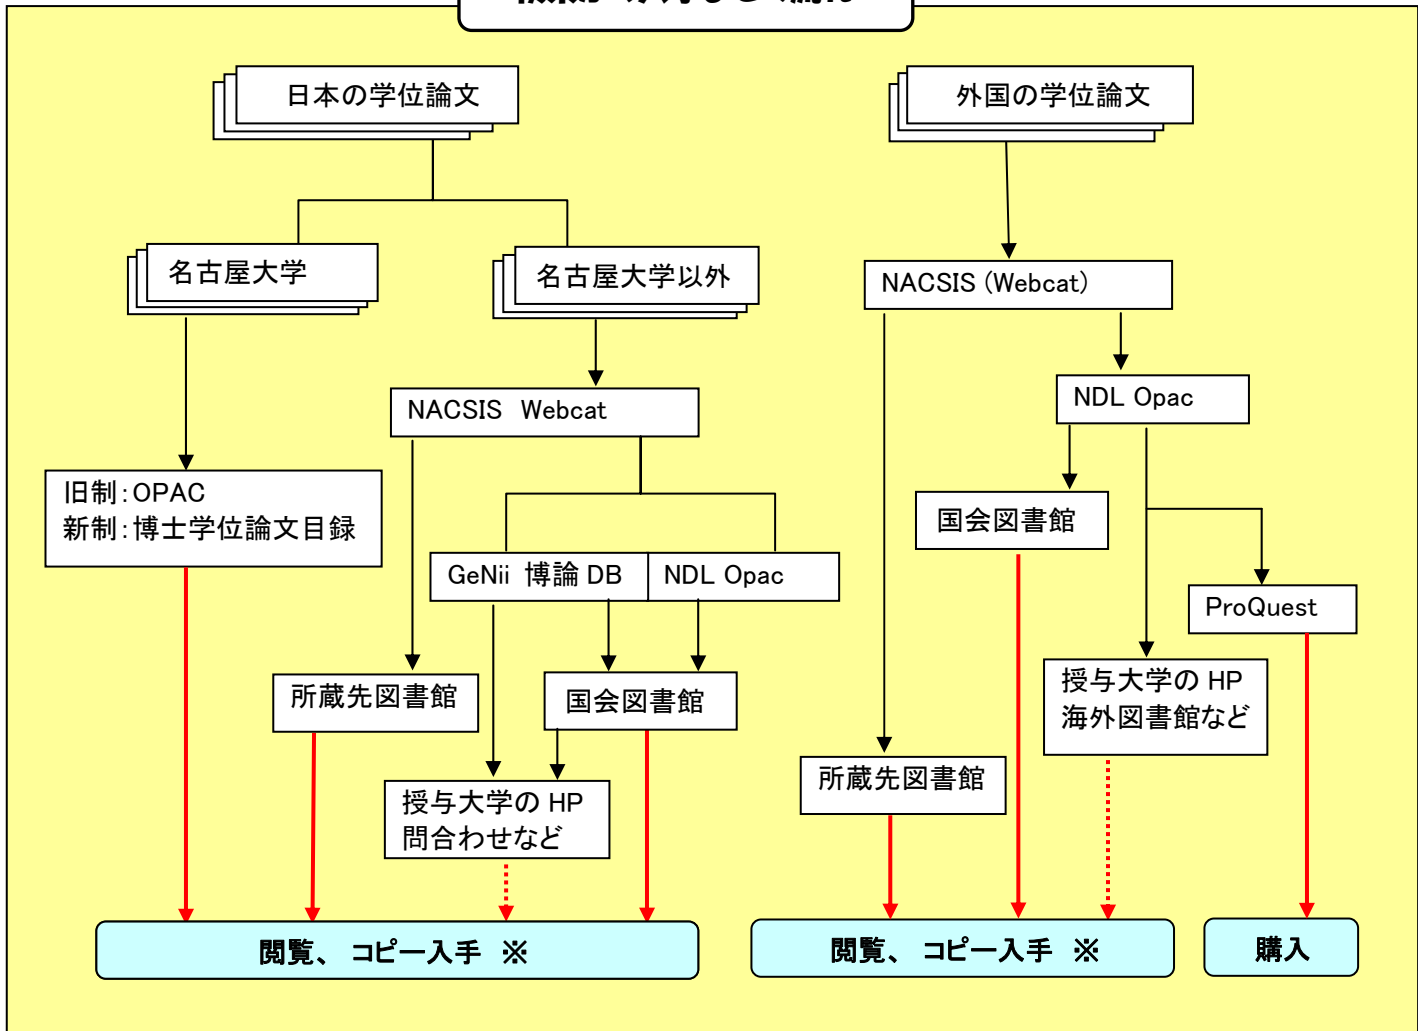 日本の学位論文
外国の学位論文
名古屋大学
名古屋大学以外
NACSIS (Webcat)
NDL Opac
NACSIS Webcat
旧制：OPAC
新制：博士学位論文目録
国会図書館
GeNii 博論 DB
NDL Opac
ProQuest
所蔵先図書館
国会図書館
授与大学の HP
海外図書館など
所蔵先図書館
授与大学の HP
問合わせなど
閲覧、コピー入手 ※
閲覧、コピー入手 ※
購入